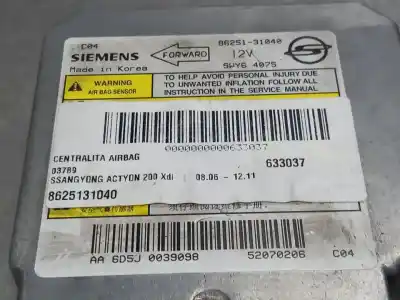 C04
86251-31040
SIEMENS
FORWARD
12V
Made in Korea
5WY6 407S
WARNING
AIR BAG SENSOR
TO HELP AVOID PERSONAL INJURY DUE
TO UNWANTED INFLATION FOLLOW ALL
INSTRUCTION IN THE SERVICE MANUAL
0000000000633037
CENTRALITA AIRBAG
633037
03789
SSANGYONG ACTYON 200 Xdi
08.06 - 12.11
8625131040
AA 6D5J 0039098
52070206
C04